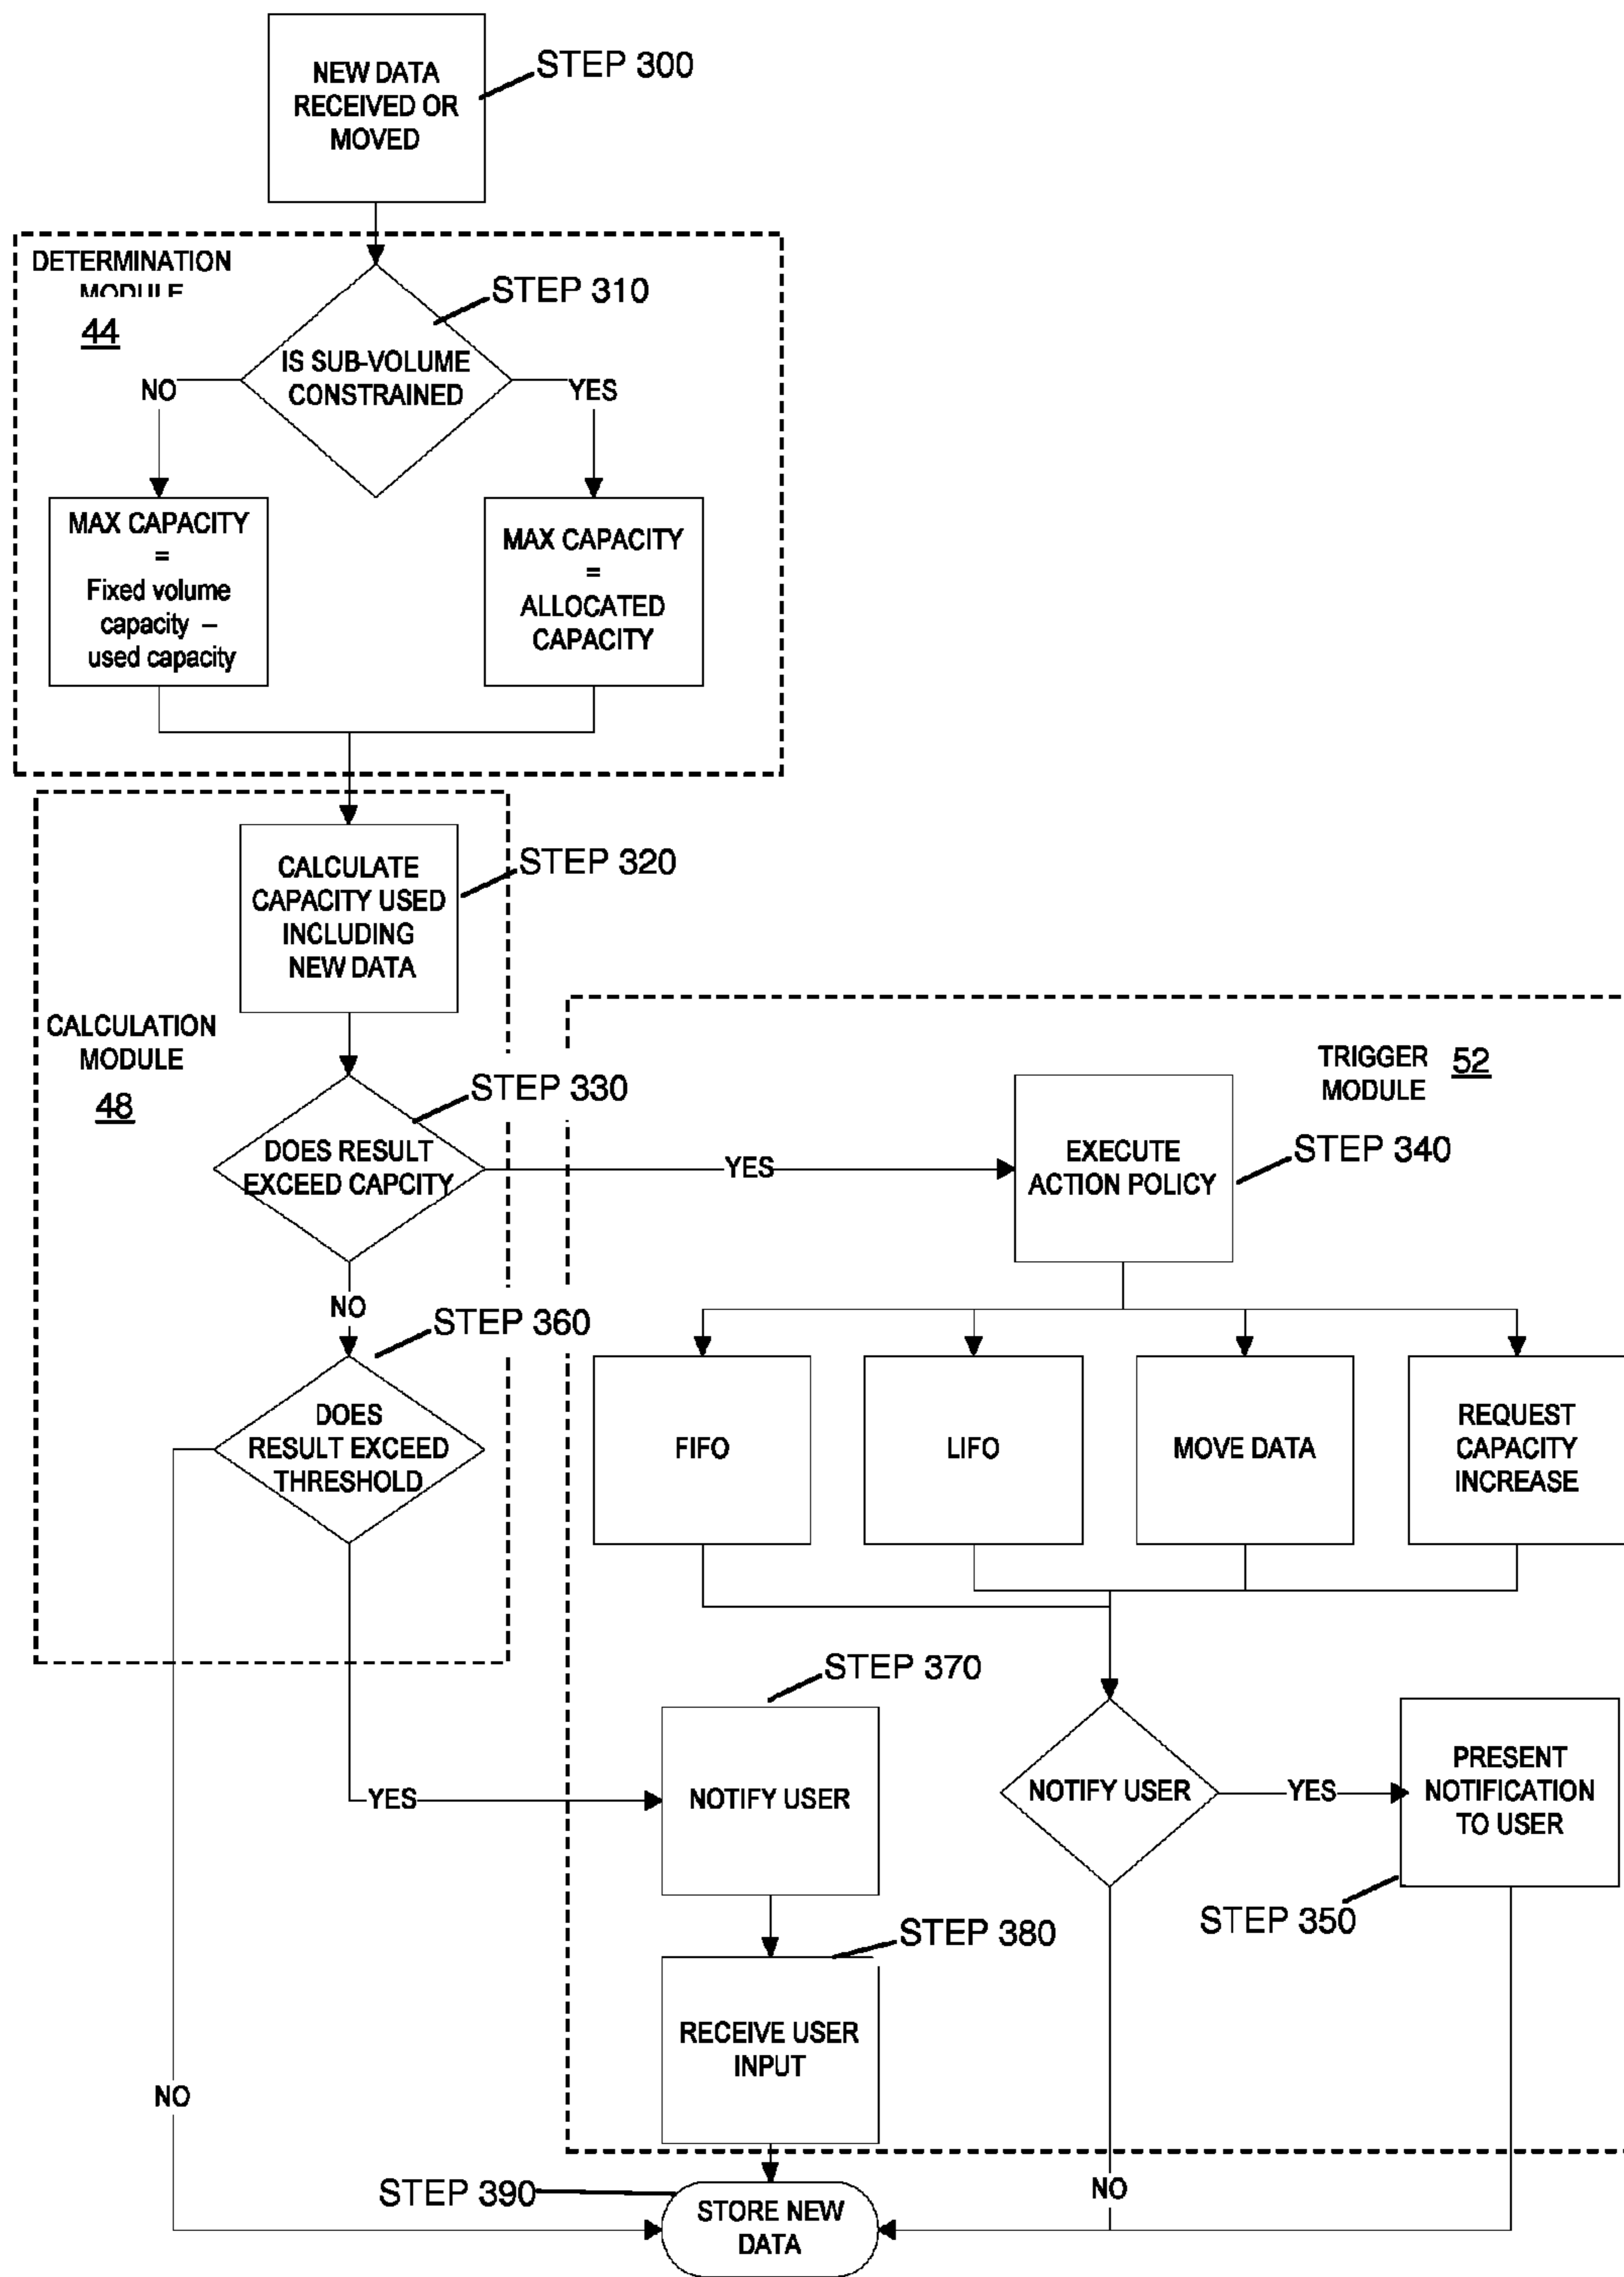 NEW DATA
RECEIVED OR
MOVED
STEP 300
DETERMINATION
MODULE
44
STEP 310
IS SUB-VOLUME
CONSTRAINED
NO
YES
MAX CAPACITY
=
Fixed volume
capacity –
used capacity
MAX CAPACITY
=
ALLOCATED
CAPACITY
CALCULATE
CAPACITY USED
INCLUDING
NEW DATA
STEP 320
CALCULATION
MODULE
48
STEP 330
DOES RESULT
EXCEED CAPCITY
YES
TRIGGER
MODULE
52
EXECUTE
ACTION POLICY
STEP 340
NO
STEP 360
DOES
RESULT EXCEED
THRESHOLD
FIFO
LIFO
MOVE DATA
REQUEST
CAPACITY
INCREASE
STEP 370
YES
NOTIFY USER
NOTIFY USER
YES
PRESENT
NOTIFICATION
TO USER
STEP 350
STEP 380
RECEIVE USER
INPUT
NO
NO
STEP 390
STORE NEW
DATA